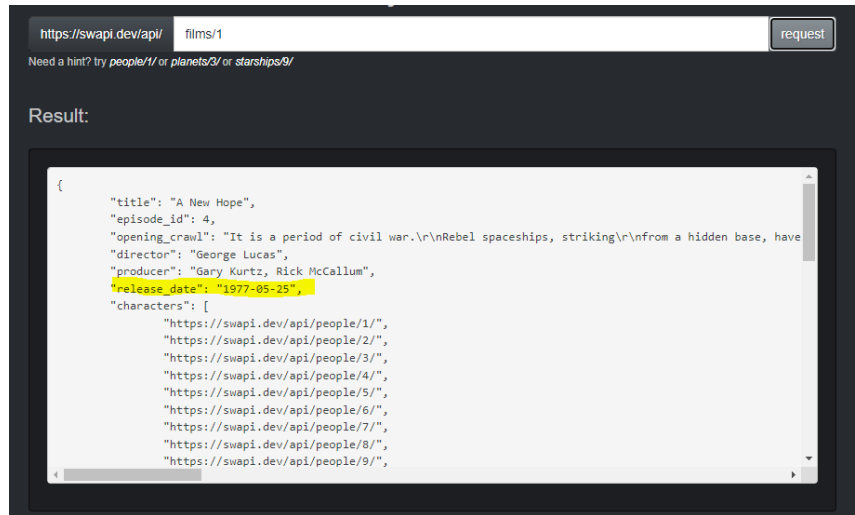 https://swapi.dev/api/ films/1 request
Need a hint? try people/1/ or planets/3/ or starships/9/
Result:
{
"title": "A New Hope",
"episode_id": 4,
"opening_crawl": "It is a period of civil war.\r\nRebel spaceships, striking\r\nfrom a hidden base, have
"director": "George Lucas",
"producer": "Gary Kurtz, Rick McCallum",
"release_date": "1977-05-25",
"characters": [
"https://swapi.dev/api/people/1/",
"https://swapi.dev/api/people/2/",
"https://swapi.dev/api/people/3/",
"https://swapi.dev/api/people/4/",
"https://swapi.dev/api/people/5/",
"https://swapi.dev/api/people/6/",
"https://swapi.dev/api/people/7/",
"https://swapi.dev/api/people/8/",
"https://swapi.dev/api/people/9/",